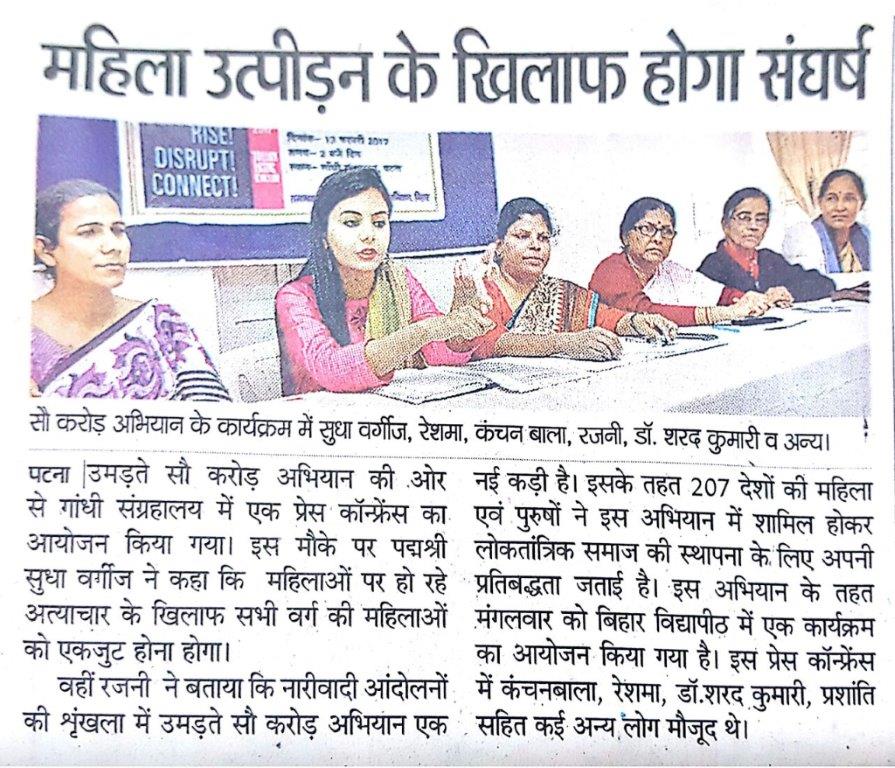 महिला उत्पीड़न के खिलाफ होगा संघर्ष
RISE!
DISRUPT!
CONNECT!
दिनांक- 13 फरवरी 2017
समय- 2 बजे दिन
सौ करोड़ अभियान के कार्यक्रम में सुधा वर्गीज, रेशमा, कंचन बाला, रजनी, डॉ. शरद कुमारी व अन्य।
पटना |उमड़ते सौ करोड़ अभियान की ओर
से गांधी संग्रहालय में एक प्रेस कॉन्फ्रेंस का
आयोजन किया गया। इस मौके पर पद्मश्री
सुधा वर्गीज ने कहा कि महिलाओं पर हो रहे
अत्याचार के खिलाफ सभी वर्ग की महिलाओं
को एकजुट होना होगा।
वहीं रजनी ने बताया कि नारीवादी आंदोलनों
की श्रृंखला में उमड़ते सौ करोड़ अभियान एक
नई कड़ी है। इसके तहत 207 देशों की महिला
एवं पुरुषों ने इस अभियान में शामिल होकर
लोकतांत्रिक समाज की स्थापना के लिए अपनी
प्रतिबद्धता जताई है। इस अभियान के तहत
मंगलवार को बिहार विद्यापीठ में एक कार्यक्रम
का आयोजन किया गया है। इस प्रेस कॉन्फ्रेंस
में कंचनबाला, रेशमा, डॉ.शरद कुमारी, प्रशांति
सहित कई अन्य लोग मौजूद थे।